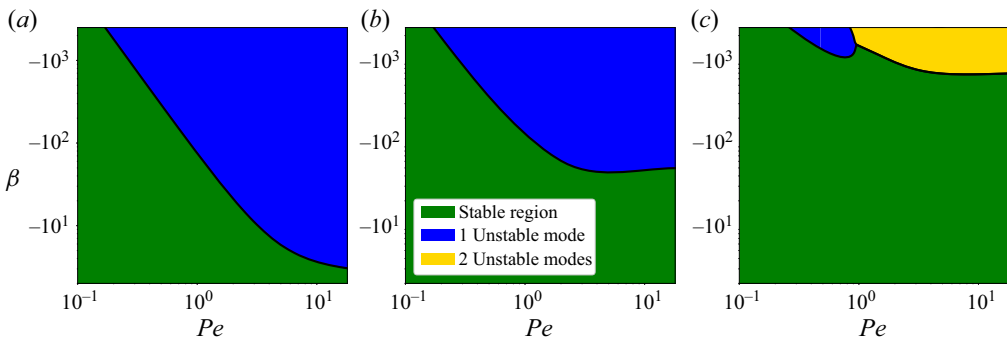 (a) (b) (c)
–10³ –10³ –10³
–10² –10² –10²
β
–10¹ –10¹ –10¹
Stable region
1 Unstable mode
2 Unstable modes
10⁻¹ 10⁰ 10¹ 10⁻¹ 10⁰ 10¹ 10⁻¹ 10⁰ 10¹
Pe Pe Pe